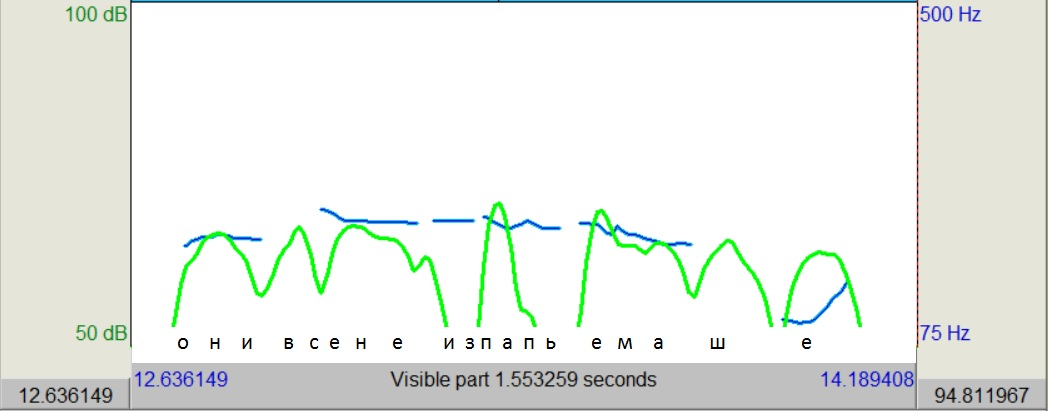 100 dB 500 Hz
50 dB 75 Hz
о н и в с е н е и з п а п ь е м а ш е
12.636149 Visible part 1.553259 seconds 14.189408
12.636149 94.811967